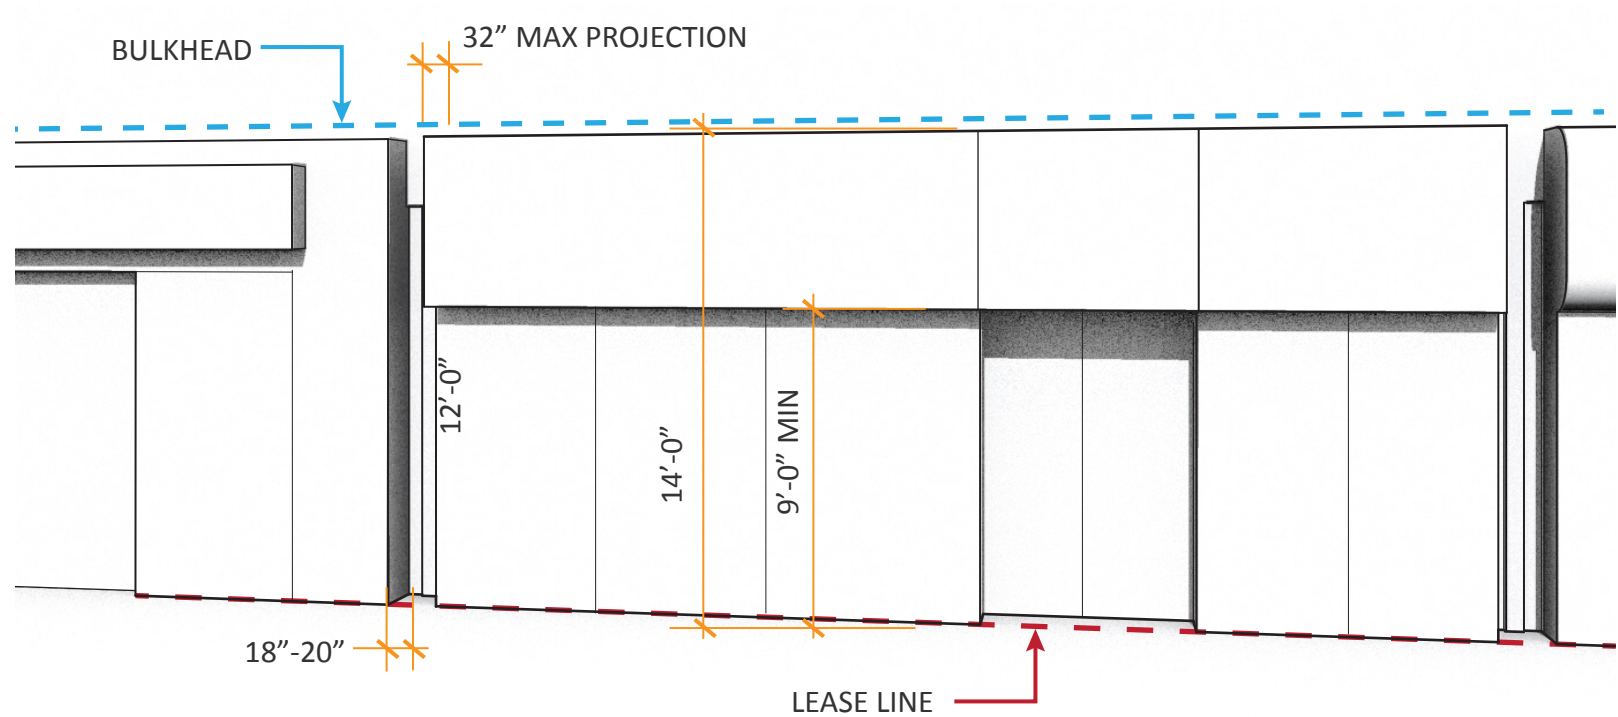 32” MAX PROJECTION
BULKHEAD
12’-0”
14’-0”
9’-0” MIN
18”-20”
LEASE LINE